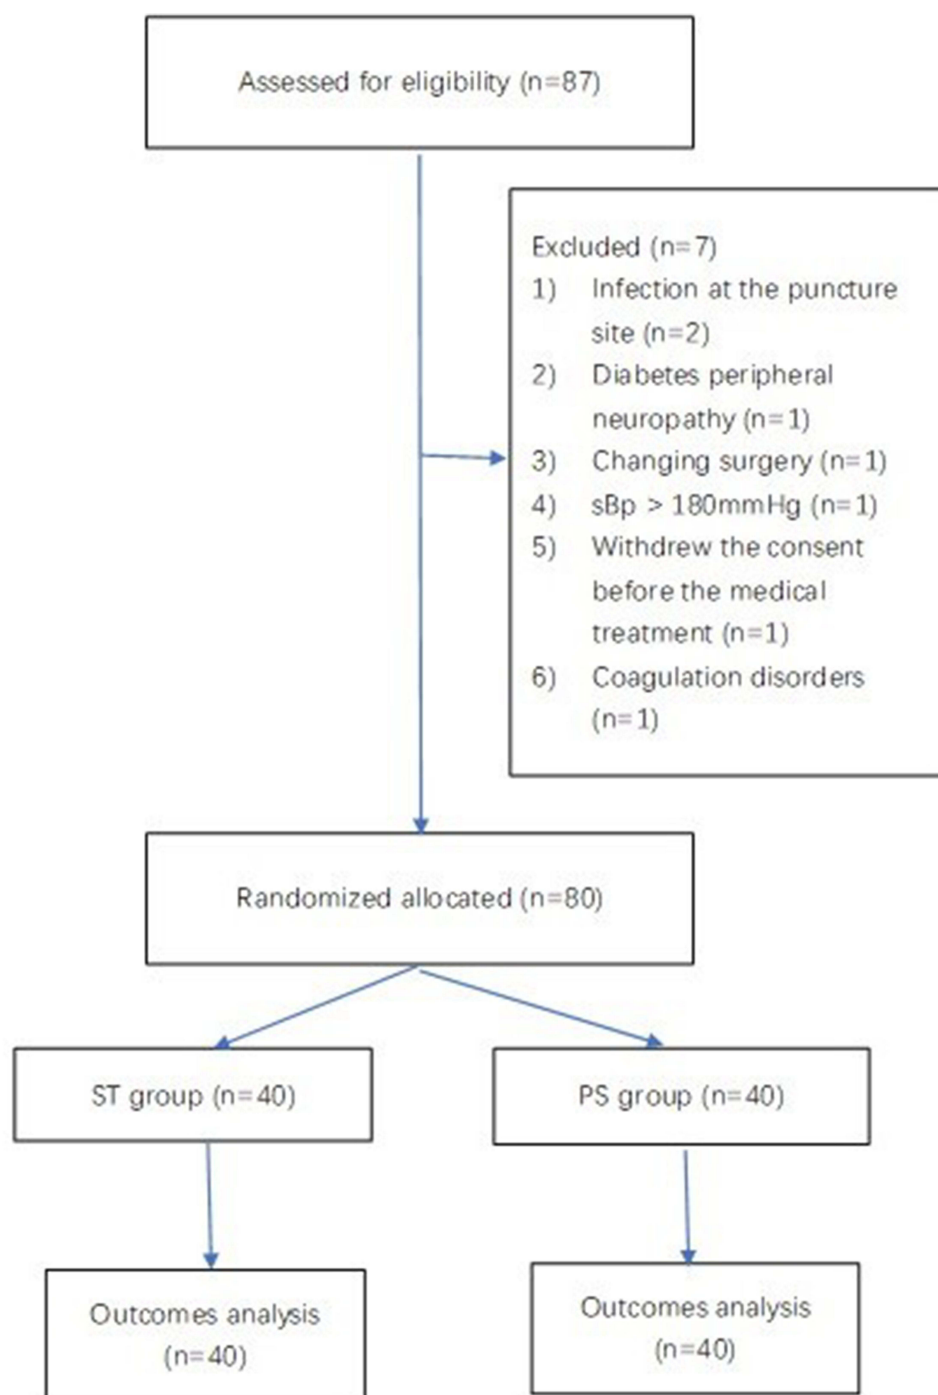 Assessed for eligibility (n=87)
Excluded (n=7)
1) Infection at the puncture
site (n=2)
2) Diabetes peripheral
neuropathy (n=1)
3) Changing surgery (n=1)
4) sBp > 180mmHg (n=1)
5) Withdrew the consent
before the medical
treatment (n=1)
6) Coagulation disorders
(n=1)
Randomized allocated (n=80)
ST group (n=40)
PS group (n=40)
Outcomes analysis
(n=40)
Outcomes analysis
(n=40)